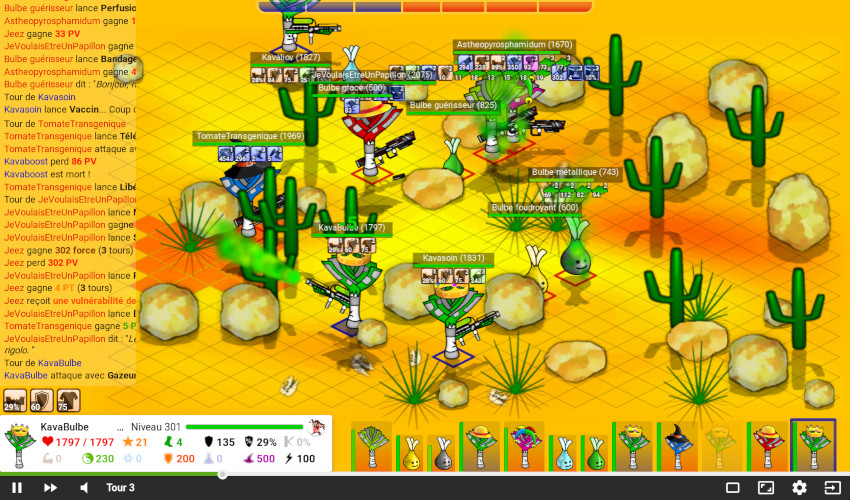 Bulbe guérisseur lance Perfusio
Astheopyrosphamidum gagne 1
Jeez gagne 33 PV
JeVoulaisEtreUnPapillon gagne
Bulbe guérisseur lance Bandage
Astheopyrosphamidum gagne 4
Bulbe guérisseur dit : "Bonjour, n
Tour de Kavasoin
Kavasoin lance Vaccin... Coup c
Tour de TomateTransgenique
TomateTransgenique lance Télé
TomateTransgenique attaque av
Kavaboost perd 86 PV
Kavaboost est mort !
TomateTransgenique lance Libé
Tour de JeVoulaisEtreUnPapillon
JeVoulaisEtreUnPapillon lance
JeVoulaisEtreUnPapillon gagne
JeVoulaisEtreUnPapillon lance
Jeez gagne 302 force (3 tours)
Jeez perd 302 PV
JeVoulaisEtreUnPapillon lance
Jeez gagne 4 PT (3 tours)
Jeez reçoit une vulnérabilité de
JeVoulaisEtreUnPapillon lance
TomateTransgenique gagne 5
JeVoulaisEtreUnPapillon dit : "Le
rigolo. "
Tour de KavaBulbe
KavaBulbe attaque avec Gazeur
Kavaliov (1827)
Astheopyrosphamidum (1670)
JeVoulaisEtreUnPapillon (2075)
Bulbe glacé (500)
Bulbe guérisseur (825)
TomateTransgenique (1969)
Bulbe métallique (743)
Bulbe foudroyant (600)
KavaBulbe (1797)
Kavasoin (1831)
29% 60 75
KavaBulbe ... Niveau 301
1797 / 1797 21 4 135 29% 0%
0 230 0 200 0 500 100
Tour 3